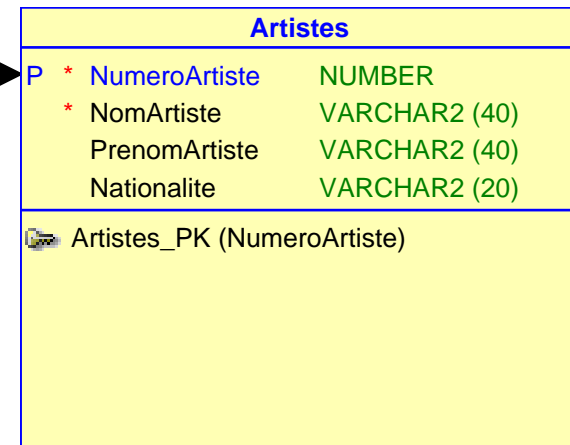 Artistes
P * NumeroArtiste NUMBER
* NomArtiste VARCHAR2 (40)
PrenomArtiste VARCHAR2 (40)
Nationalite VARCHAR2 (20)
Artistes_PK (NumeroArtiste)